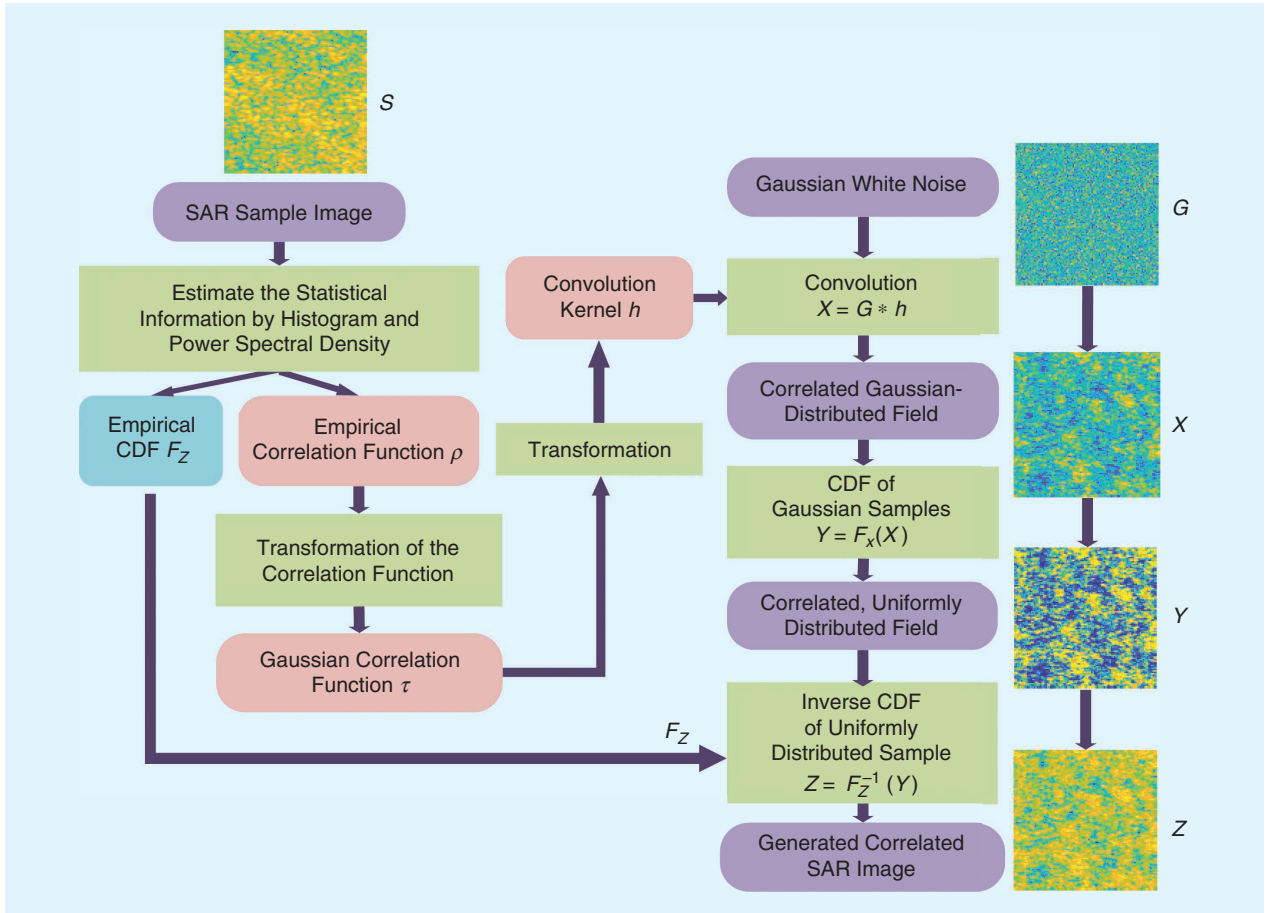 S
SAR Sample Image
Estimate the Statistical
Information by Histogram and
Power Spectral Density
Empirical
CDF F_Z
Empirical
Correlation Function ρ
Transformation of the
Correlation Function
Gaussian Correlation
Function τ
Transformation
Convolution
Kernel h
Gaussian White Noise
Convolution
X = G * h
Correlated Gaussian-
Distributed Field
CDF of
Gaussian Samples
Y = F_x(X)
Correlated, Uniformly
Distributed Field
F_Z
Inverse CDF
of Uniformly
Distributed Sample
Z = F_Z^{-1} (Y)
Generated Correlated
SAR Image
G
X
Y
Z